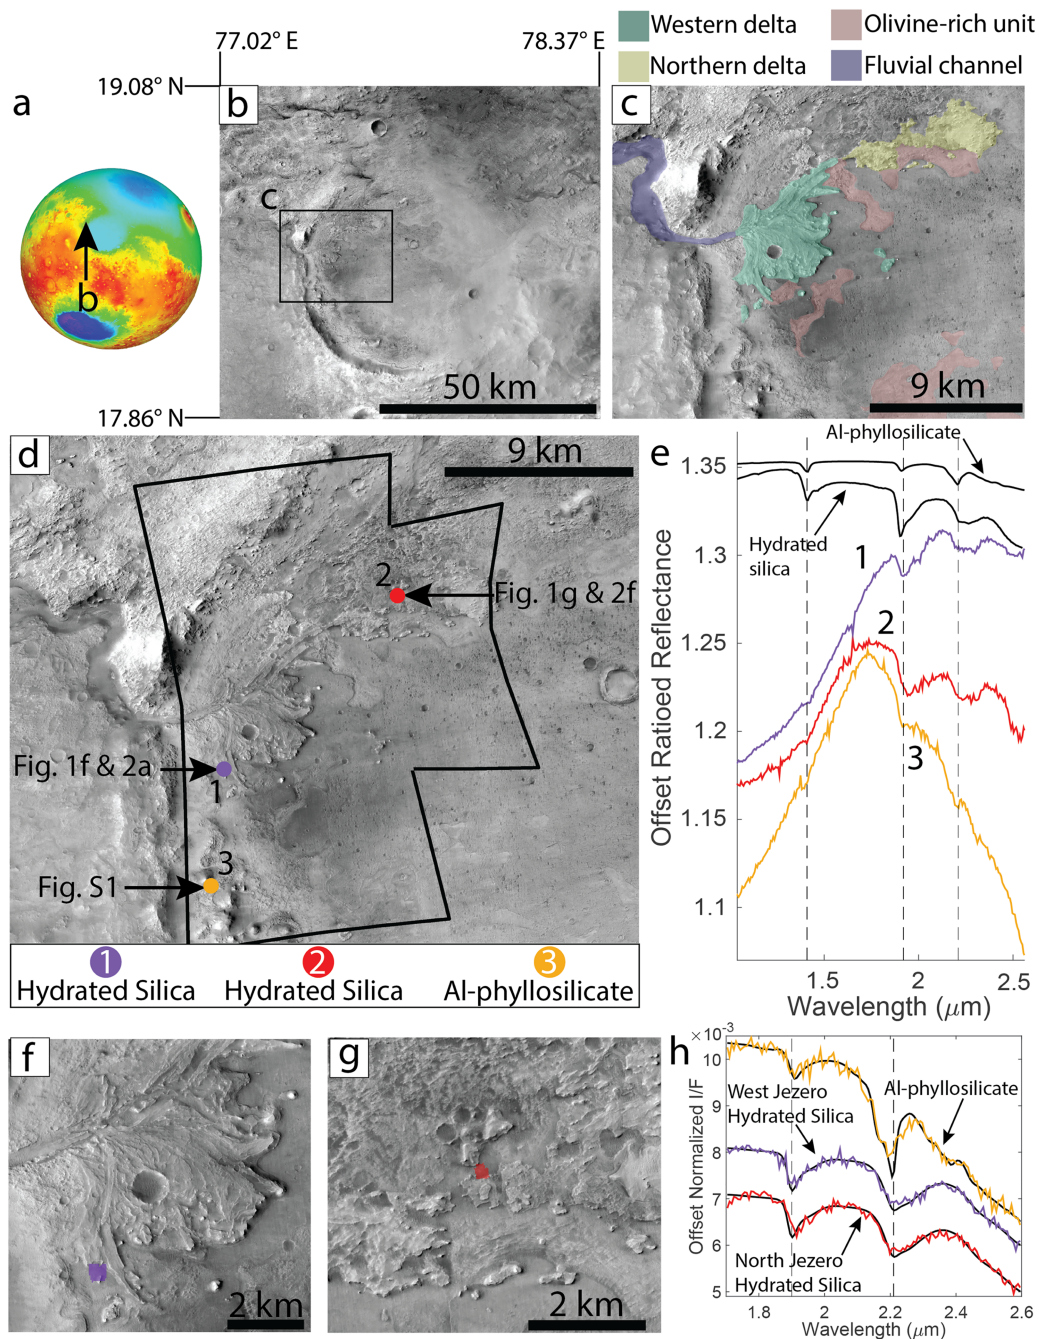 Western delta
Olivine-rich unit
Northern delta
Fluvial channel
77.02° E
78.37° E
19.08° N
17.86° N
a
b
b
c
50 km
c
9 km
d
9 km
2
Fig. 1g & 2f
Fig. 1f & 2a
1
3
Fig. S1
1
2
3
Hydrated Silica
Hydrated Silica
Al-phyllosilicate
e
Al-phyllosilicate
Hydrated
silica
1
2
3
1.35
1.3
1.25
1.2
1.15
1.1
Offset Ratioed Reflectance
1.5
2
2.5
Wavelength (μm)
f
2 km
g
2 km
h
×10⁻³
10
9
8
7
6
5
Offset Normalized I/F
West Jezero
Hydrated Silica
Al-phyllosilicate
North Jezero
Hydrated Silica
1.8
2
2.2
2.4
2.6
Wavelength (μm)